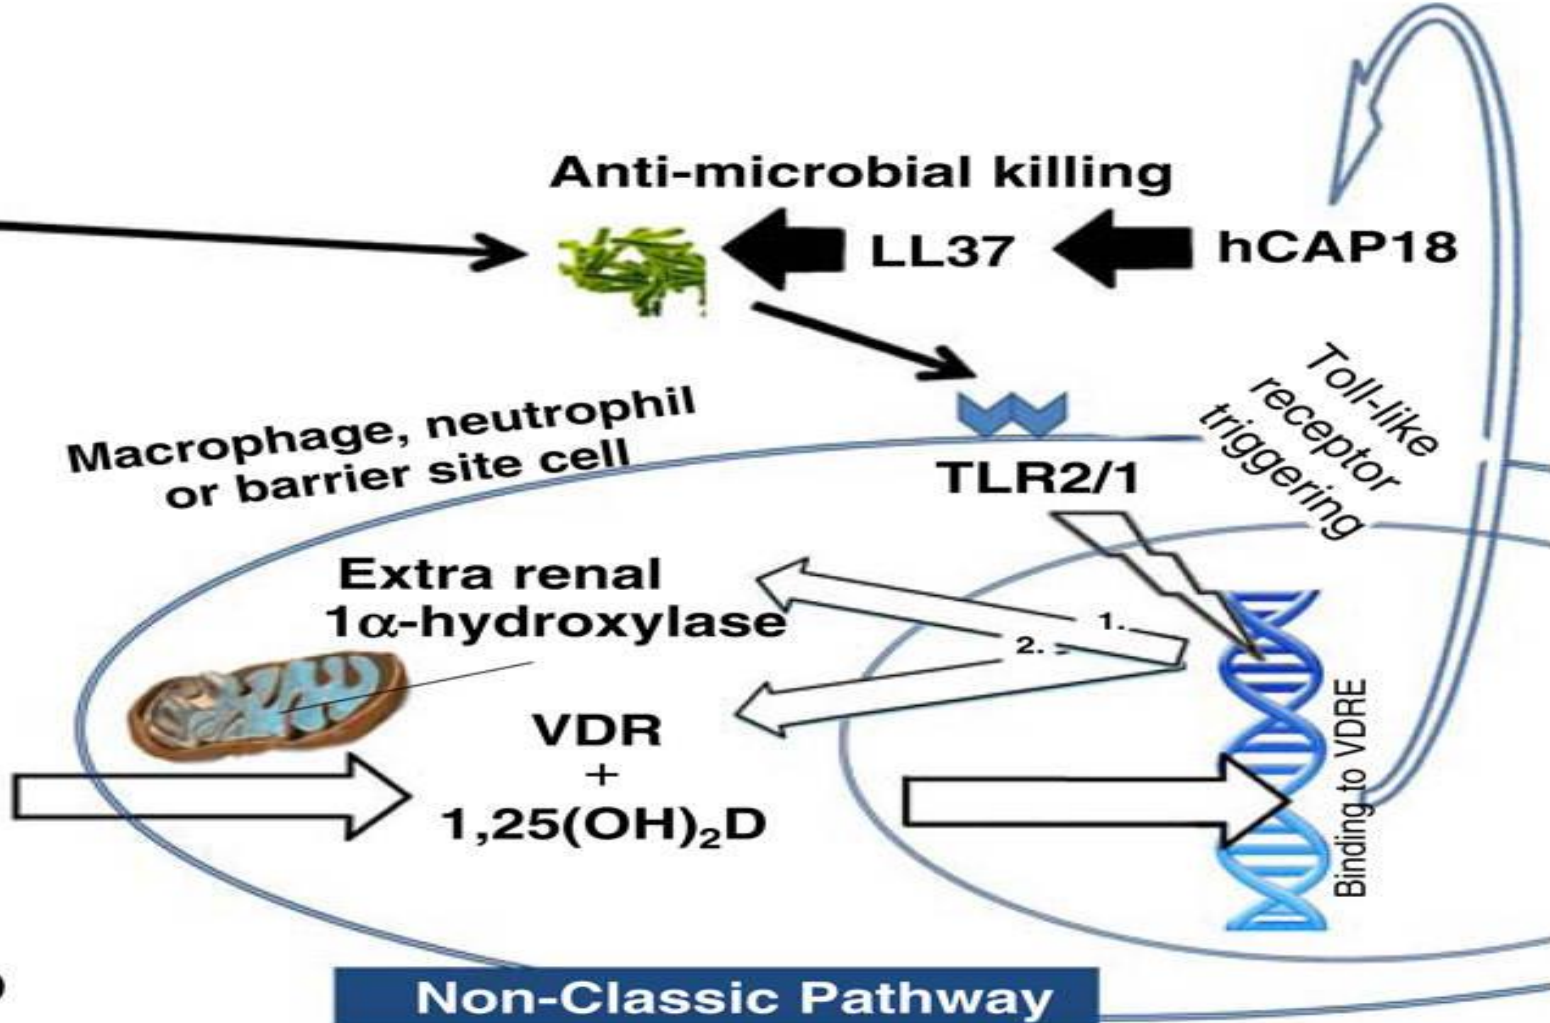 Anti-microbial killing
LL37
hCAP18
Macrophage, neutrophil
or barrier site cell
Toll-like
receptor
triggering
TLR2/1
Extra renal
1α-hydroxylase
1.
2.
VDR
+
1,25(OH)₂D
Binding to VDRE
Non-Classic Pathway